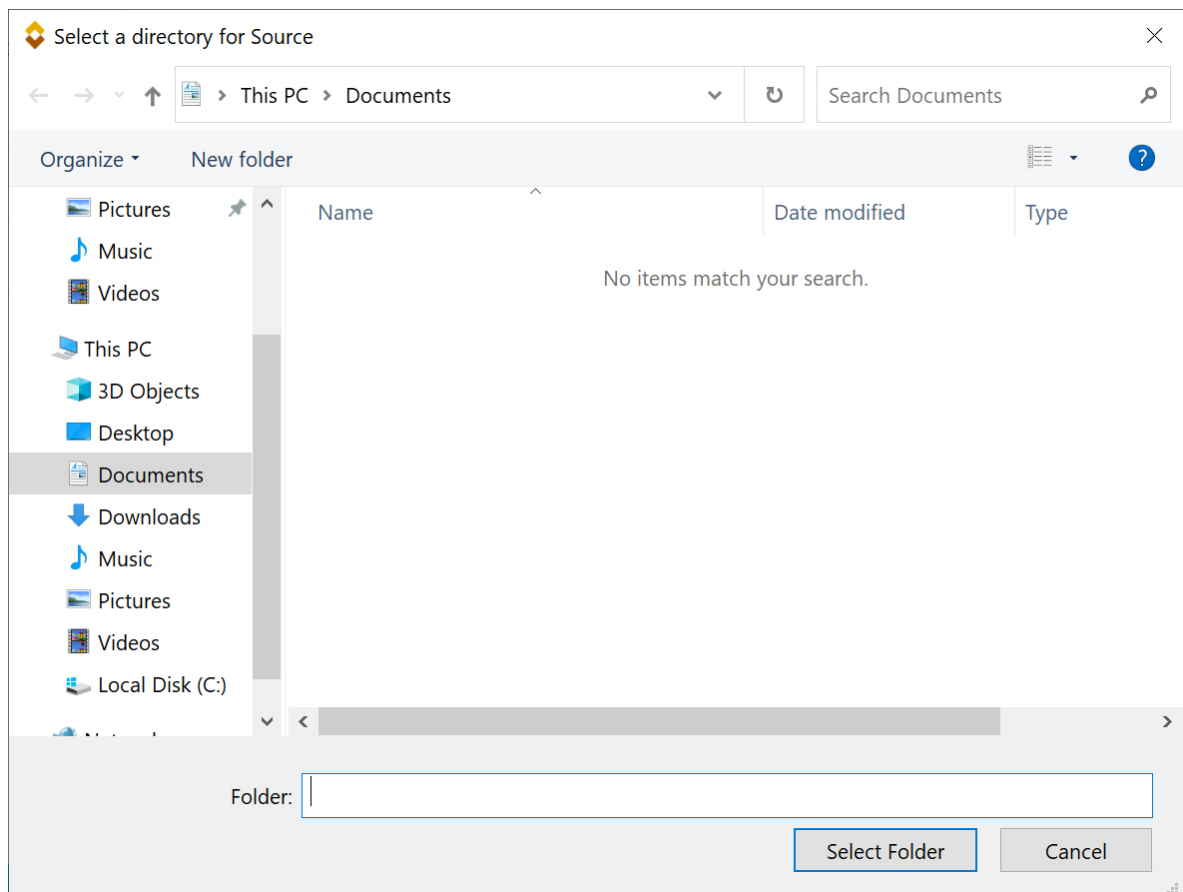 Select a directory for Source
This PC > Documents
Search Documents
Organize
New folder
?
Name
Date modified
Type
No items match your search.
Pictures
Music
Videos
This PC
3D Objects
Desktop
Documents
Downloads
Music
Pictures
Videos
Local Disk (C:)
Folder:
Select Folder
Cancel